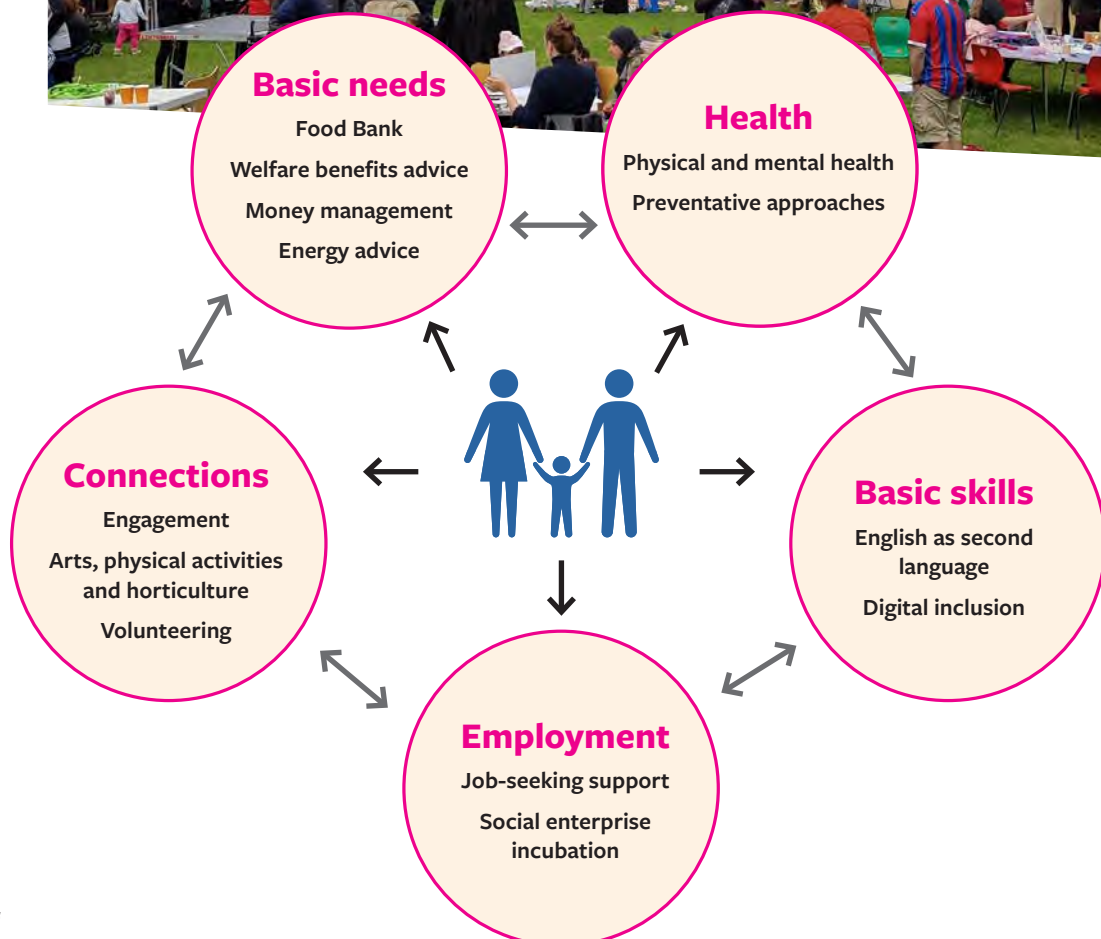 Basic needs
Food Bank
Welfare benefits advice
Money management
Energy advice
Health
Physical and mental health
Preventative approaches
Connections
Engagement
Arts, physical activities
and horticulture
Volunteering
Basic skills
English as second
language
Digital inclusion
Employment
Job-seeking support
Social enterprise
incubation